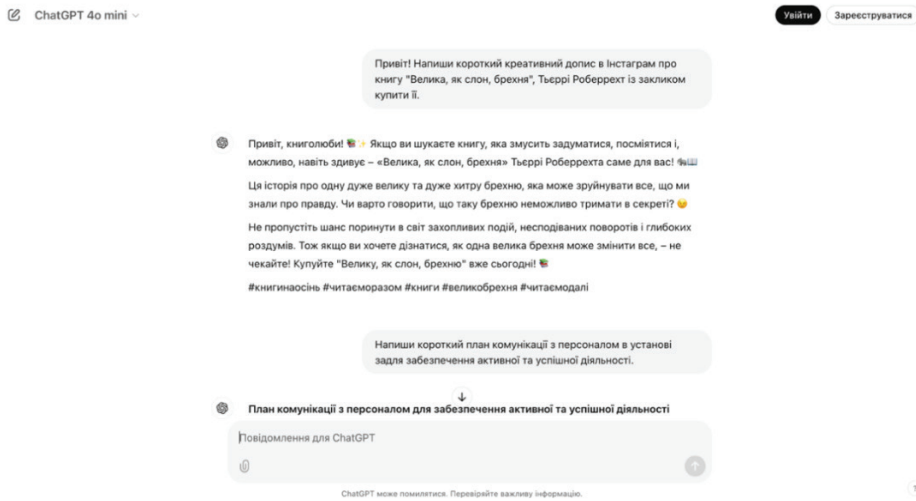 ChatGPT 4o mini
Увійти
Зареєструватися
Привіт! Напиши короткий креативний допис в Інстаграм про
книгу "Велика, як слон, брехня", Тьєррі Роберрехт із закликом
купити її.
Привіт, книголюби! 📚✨ Якщо ви шукаєте книгу, яка змусить задуматися, посміятися і,
можливо, навіть здивує – «Велика, як слон, брехня» Тьєррі Роберрехта саме для вас! 🐘📖
Ця історія про одну дуже велику та дуже хитру брехню, яка може зруйнувати все, що ми
знали про правду. Чи варто говорити, що таку брехню неможливо тримати в секреті? 😉
Не пропустіть шанс поринути в світ захопливих подій, несподіваних поворотів і глибоких
роздумів. Тож якщо ви хочете дізнатися, як одна велика брехня може змінити все, – не
чекайте! Купуйте "Велику, як слон, брехню" вже сьогодні! 📚
#книгинаосінь #читаєморазом #книги #великобрехня #читаємодалі
Напиши короткий план комунікації з персоналом в установі
задля забезпечення активної та успішної діяльності.
План комунікації з персоналом для забезпечення активної та успішної діяльності
Повідомлення для ChatGPT
ChatGPT може помилятися. Перевіряйте важливу інформацію.